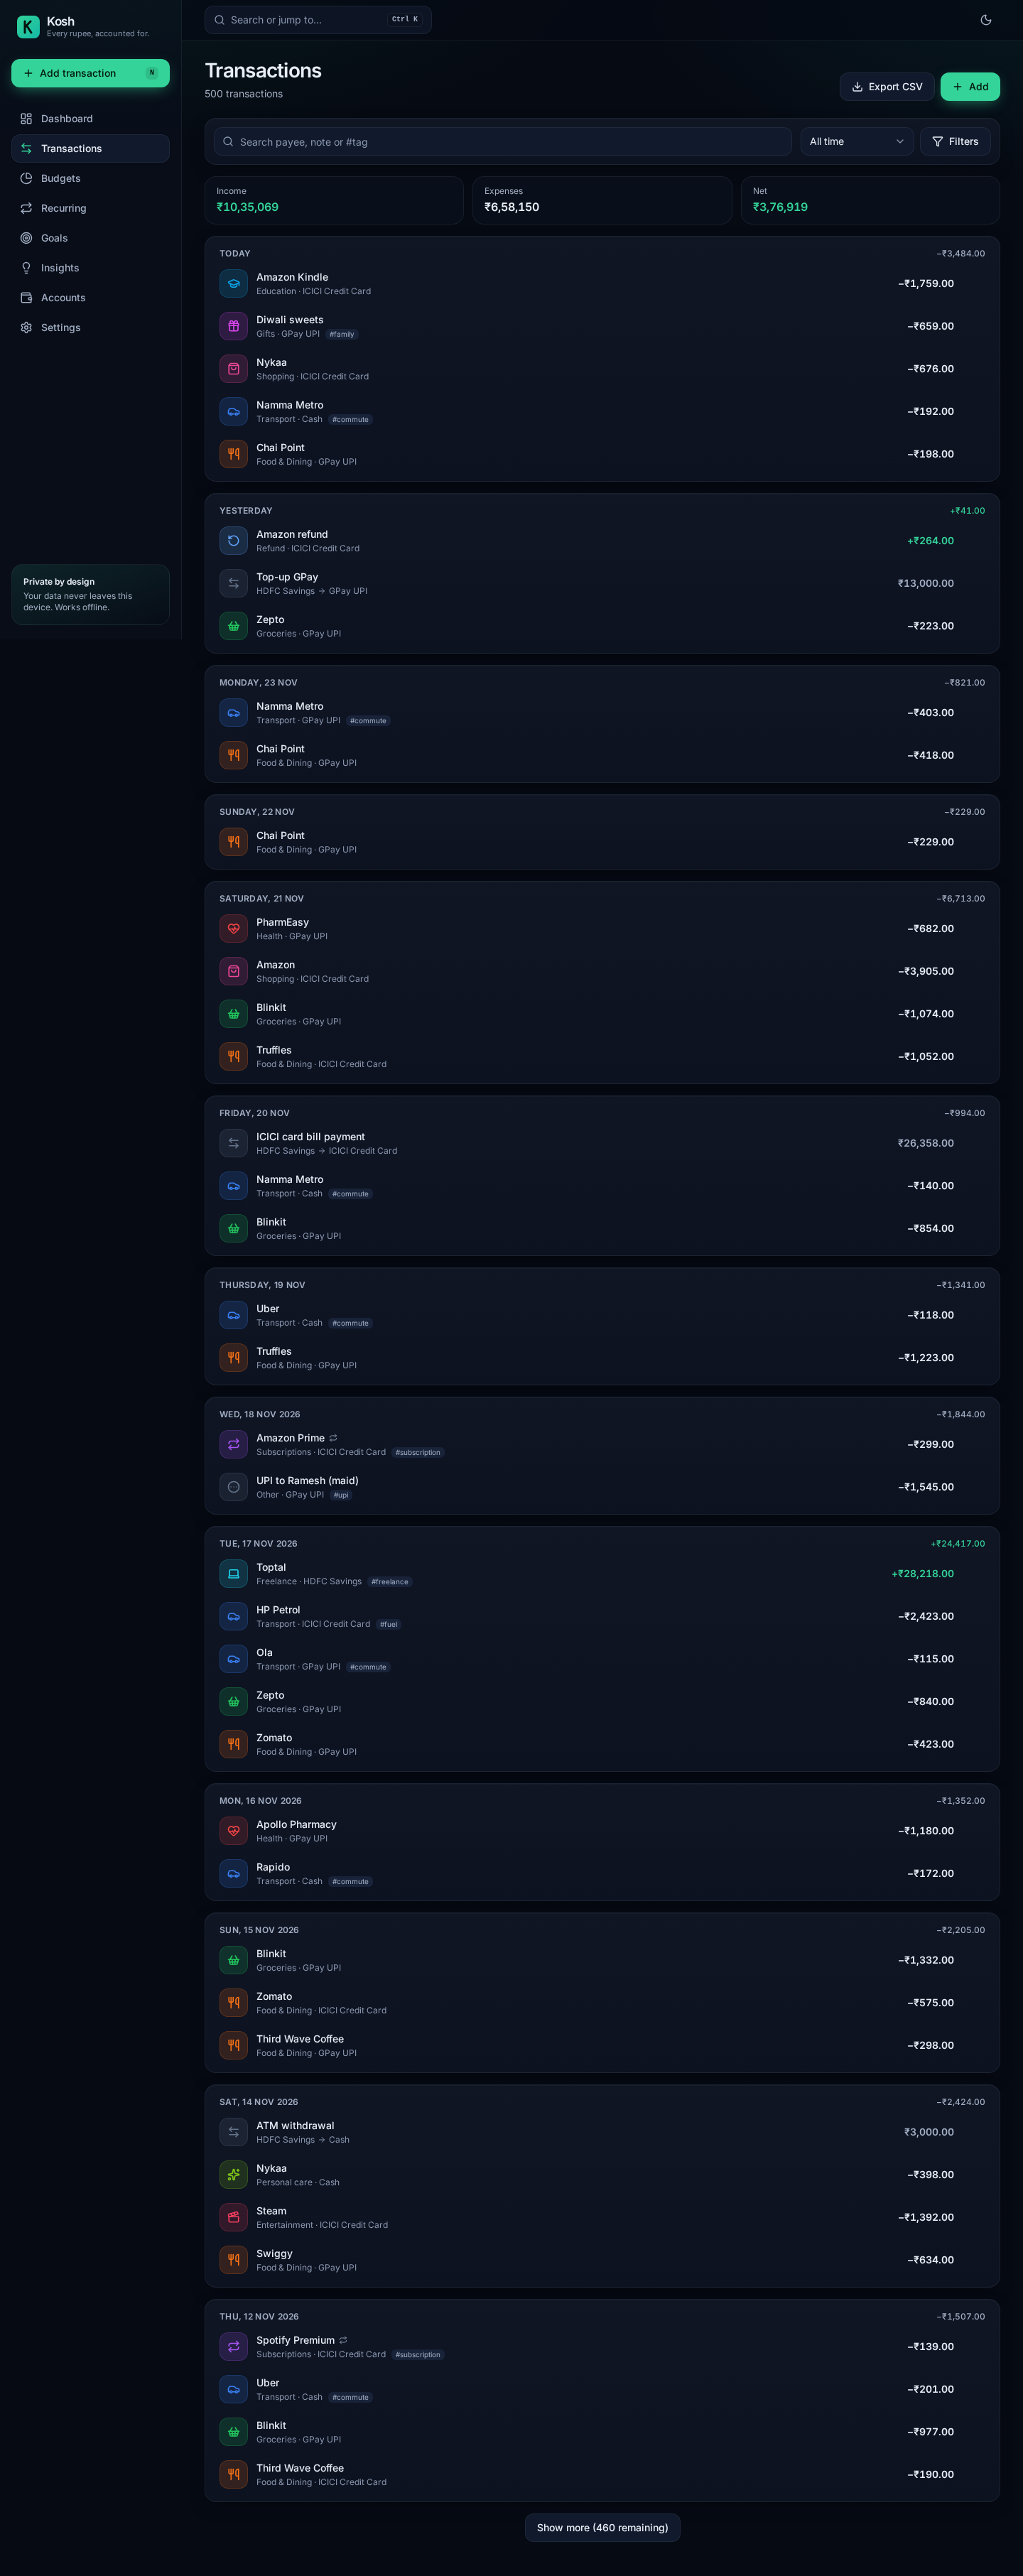 Kosh
Every rupee, accounted for.
Add transaction N
Dashboard
Transactions
Budgets
Recurring
Goals
Insights
Accounts
Settings
Private by design
Your data never leaves this
device. Works offline.
Search or jump to... Ctrl K
Transactions
500 transactions
Export CSV
Add
Search payee, note or #tag
All time
Filters
Income
₹10,35,069
Expenses
₹6,58,150
Net
₹3,76,919
TODAY −₹3,484.00
Amazon Kindle
Education · ICICI Credit Card
−₹1,759.00
Diwali sweets
Gifts · GPay UPI #family
−₹659.00
Nykaa
Shopping · ICICI Credit Card
−₹676.00
Namma Metro
Transport · Cash #commute
−₹192.00
Chai Point
Food & Dining · GPay UPI
−₹198.00
YESTERDAY +₹41.00
Amazon refund
Refund · ICICI Credit Card
+₹264.00
Top-up GPay
HDFC Savings → GPay UPI
₹13,000.00
Zepto
Groceries · GPay UPI
−₹223.00
MONDAY, 23 NOV −₹821.00
Namma Metro
Transport · GPay UPI #commute
−₹403.00
Chai Point
Food & Dining · GPay UPI
−₹418.00
SUNDAY, 22 NOV −₹229.00
Chai Point
Food & Dining · GPay UPI
−₹229.00
SATURDAY, 21 NOV −₹6,713.00
PharmEasy
Health · GPay UPI
−₹682.00
Amazon
Shopping · ICICI Credit Card
−₹3,905.00
Blinkit
Groceries · GPay UPI
−₹1,074.00
Truffles
Food & Dining · ICICI Credit Card
−₹1,052.00
FRIDAY, 20 NOV −₹994.00
ICICI card bill payment
HDFC Savings → ICICI Credit Card
₹26,358.00
Namma Metro
Transport · Cash #commute
−₹140.00
Blinkit
Groceries · GPay UPI
−₹854.00
THURSDAY, 19 NOV −₹1,341.00
Uber
Transport · Cash #commute
−₹118.00
Truffles
Food & Dining · GPay UPI
−₹1,223.00
WED, 18 NOV 2026 −₹1,844.00
Amazon Prime
Subscriptions · ICICI Credit Card #subscription
−₹299.00
UPI to Ramesh (maid)
Other · GPay UPI #upi
−₹1,545.00
TUE, 17 NOV 2026 +₹24,417.00
Toptal
Freelance · HDFC Savings #freelance
+₹28,218.00
HP Petrol
Transport · ICICI Credit Card #fuel
−₹2,423.00
Ola
Transport · GPay UPI #commute
−₹115.00
Zepto
Groceries · GPay UPI
−₹840.00
Zomato
Food & Dining · GPay UPI
−₹423.00
MON, 16 NOV 2026 −₹1,352.00
Apollo Pharmacy
Health · GPay UPI
−₹1,180.00
Rapido
Transport · Cash #commute
−₹172.00
SUN, 15 NOV 2026 −₹2,205.00
Blinkit
Groceries · GPay UPI
−₹1,332.00
Zomato
Food & Dining · ICICI Credit Card
−₹575.00
Third Wave Coffee
Food & Dining · GPay UPI
−₹298.00
SAT, 14 NOV 2026 −₹2,424.00
ATM withdrawal
HDFC Savings → Cash
₹3,000.00
Nykaa
Personal care · Cash
−₹398.00
Steam
Entertainment · ICICI Credit Card
−₹1,392.00
Swiggy
Food & Dining · GPay UPI
−₹634.00
THU, 12 NOV 2026 −₹1,507.00
Spotify Premium
Subscriptions · ICICI Credit Card #subscription
−₹139.00
Uber
Transport · Cash #commute
−₹201.00
Blinkit
Groceries · GPay UPI
−₹977.00
Third Wave Coffee
Food & Dining · ICICI Credit Card
−₹190.00
Show more (460 remaining)